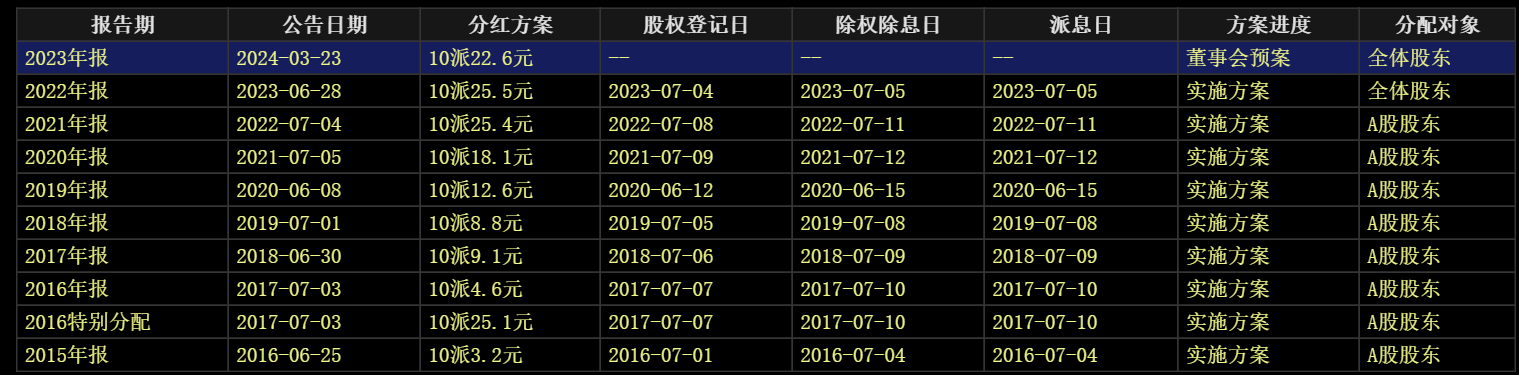 报告期 公告日期 分红方案 股权登记日 除权除息日 派息日 方案进度 分配对象
2023年报 2024-03-23 10派22.6元 -- -- -- 董事会预案 全体股东
2022年报 2023-06-28 10派25.5元 2023-07-04 2023-07-05 2023-07-05 实施方案 全体股东
2021年报 2022-07-04 10派25.4元 2022-07-08 2022-07-11 2022-07-11 实施方案 A股股东
2020年报 2021-07-05 10派18.1元 2021-07-09 2021-07-12 2021-07-12 实施方案 A股股东
2019年报 2020-06-08 10派12.6元 2020-06-12 2020-06-15 2020-06-15 实施方案 A股股东
2018年报 2019-07-01 10派8.8元 2019-07-05 2019-07-08 2019-07-08 实施方案 A股股东
2017年报 2018-06-30 10派9.1元 2018-07-06 2018-07-09 2018-07-09 实施方案 A股股东
2016年报 2017-07-03 10派4.6元 2017-07-07 2017-07-10 2017-07-10 实施方案 A股股东
2016特别分配 2017-07-03 10派25.1元 2017-07-07 2017-07-10 2017-07-10 实施方案 A股股东
2015年报 2016-06-25 10派3.2元 2016-07-01 2016-07-04 2016-07-04 实施方案 A股股东